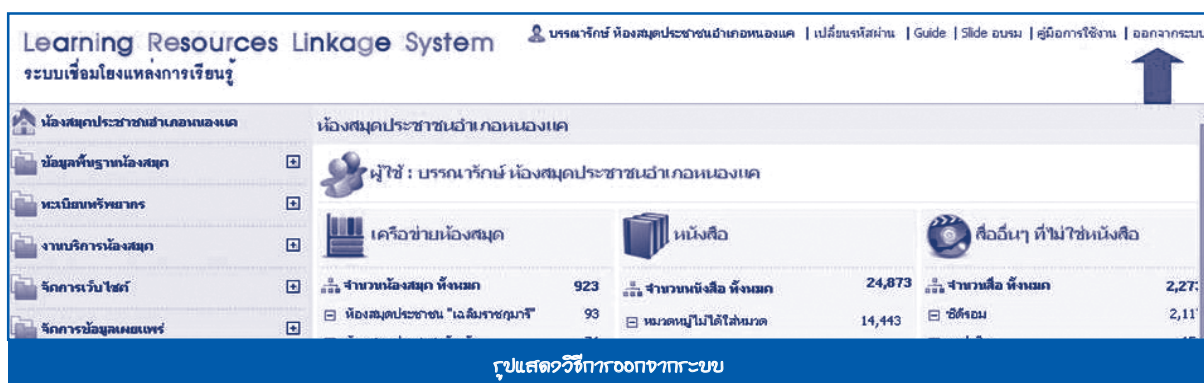 Learning Resources Linkage System
ระบบเชื่อมโยงแหล่งการเรียนรู้
บรรณารักษ์ ห้องสมุดประชาชนอำเภอหนองแค | เปลี่ยนรหัสผ่าน | Guide | Slide อบรม | คู่มือการใช้งาน | ออกจากระบบ
ห้องสมุดประชาชนอำเภอหนองแค
ข้อมูลพื้นฐานห้องสมุด
ทะเบียนทรัพยากร
งานบริการห้องสมุด
จัดการเว็บไซต์
จัดการข้อมูลเผยแพร่
ห้องสมุดประชาชนอำเภอหนองแค
ผู้ใช้ : บรรณารักษ์ ห้องสมุดประชาชนอำเภอหนองแค
เครือข่ายห้องสมุด
จำนวนห้องสมุด ทั้งหมด 923
ห้องสมุดประชาชน "เฉลิมราชกุมารี" 93
หนังสือ
จำนวนหนังสือ ทั้งหมด 24,873
หมวดหมู่ไม่ได้ใส่หมวด 14,443
สื่ออื่นๆ ที่ไม่ใช่หนังสือ
จำนวนสื่อ ทั้งหมด
ซีดีรอม
รูปแสดงวิธีการออกจากระบบ